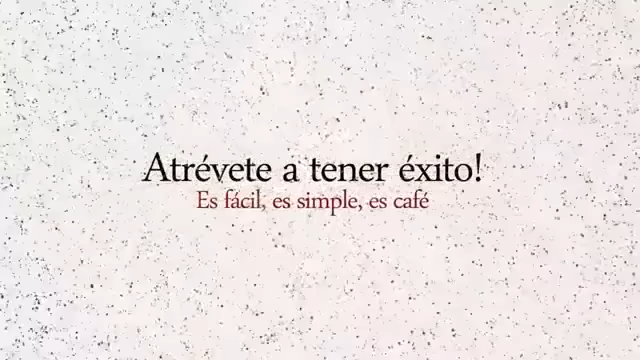 Atrévete a tener éxito!
Es fácil, es simple, es café